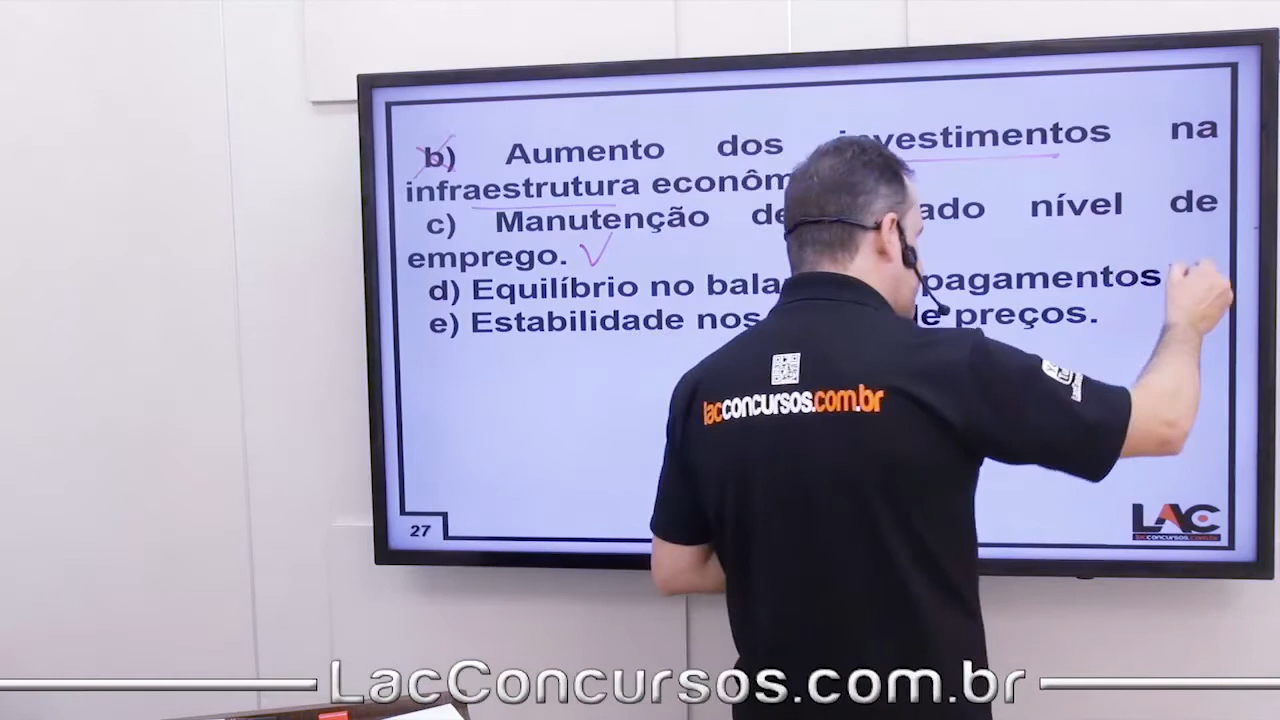 b) Aumento dos investimentos na
infraestrutura econôm
c) Manutenção de ado nível de
emprego.
d) Equilíbrio no bala pagamentos
e) Estabilidade nos de preços.
lacconcursos.com.br
27
LAC
lacconcursos.com.br
LacConcursos.com.br